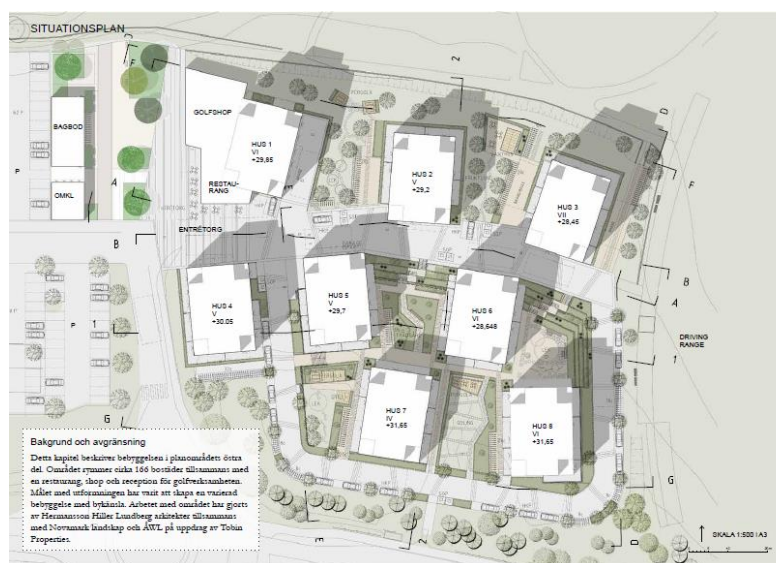 SITUATIONSPLAN
GOLFSHOP
HUS 1
VI
+29,85
BAGBOD
RESTAU-
RANG
OMKL
P
ENTRÉTORG
HUS 2
V
+29,2
HUS 3
VII
+28,45
HUS 4
V
+30.05
HUS 5
V
+29,7
HUS 6
VI
+28,648
HUS 7
IV
+31,65
HUS 8
VI
+31,65
P
DRIVING
RANGE
F
A
B
1
G
2
D
F
B
A
1
G
3
2
D
Bakgrund och avgränsning
Detta kapitel beskriver bebyggelsen i planområdets östra
del. Området rymmer cirka 166 bostäder tillsammans med
en restaurang, shop och reception för golfverksamheten.
Målet med utformningen har varit att skapa en varierad
bebyggelse med bykänsla. Arbetet med området har gjorts
av Hermansson Hiller Lundberg arkitekter tillsammans
med Novamark landskap och ÅWL på uppdrag av Tobin
Properties.
SKALA 1:500 I A3